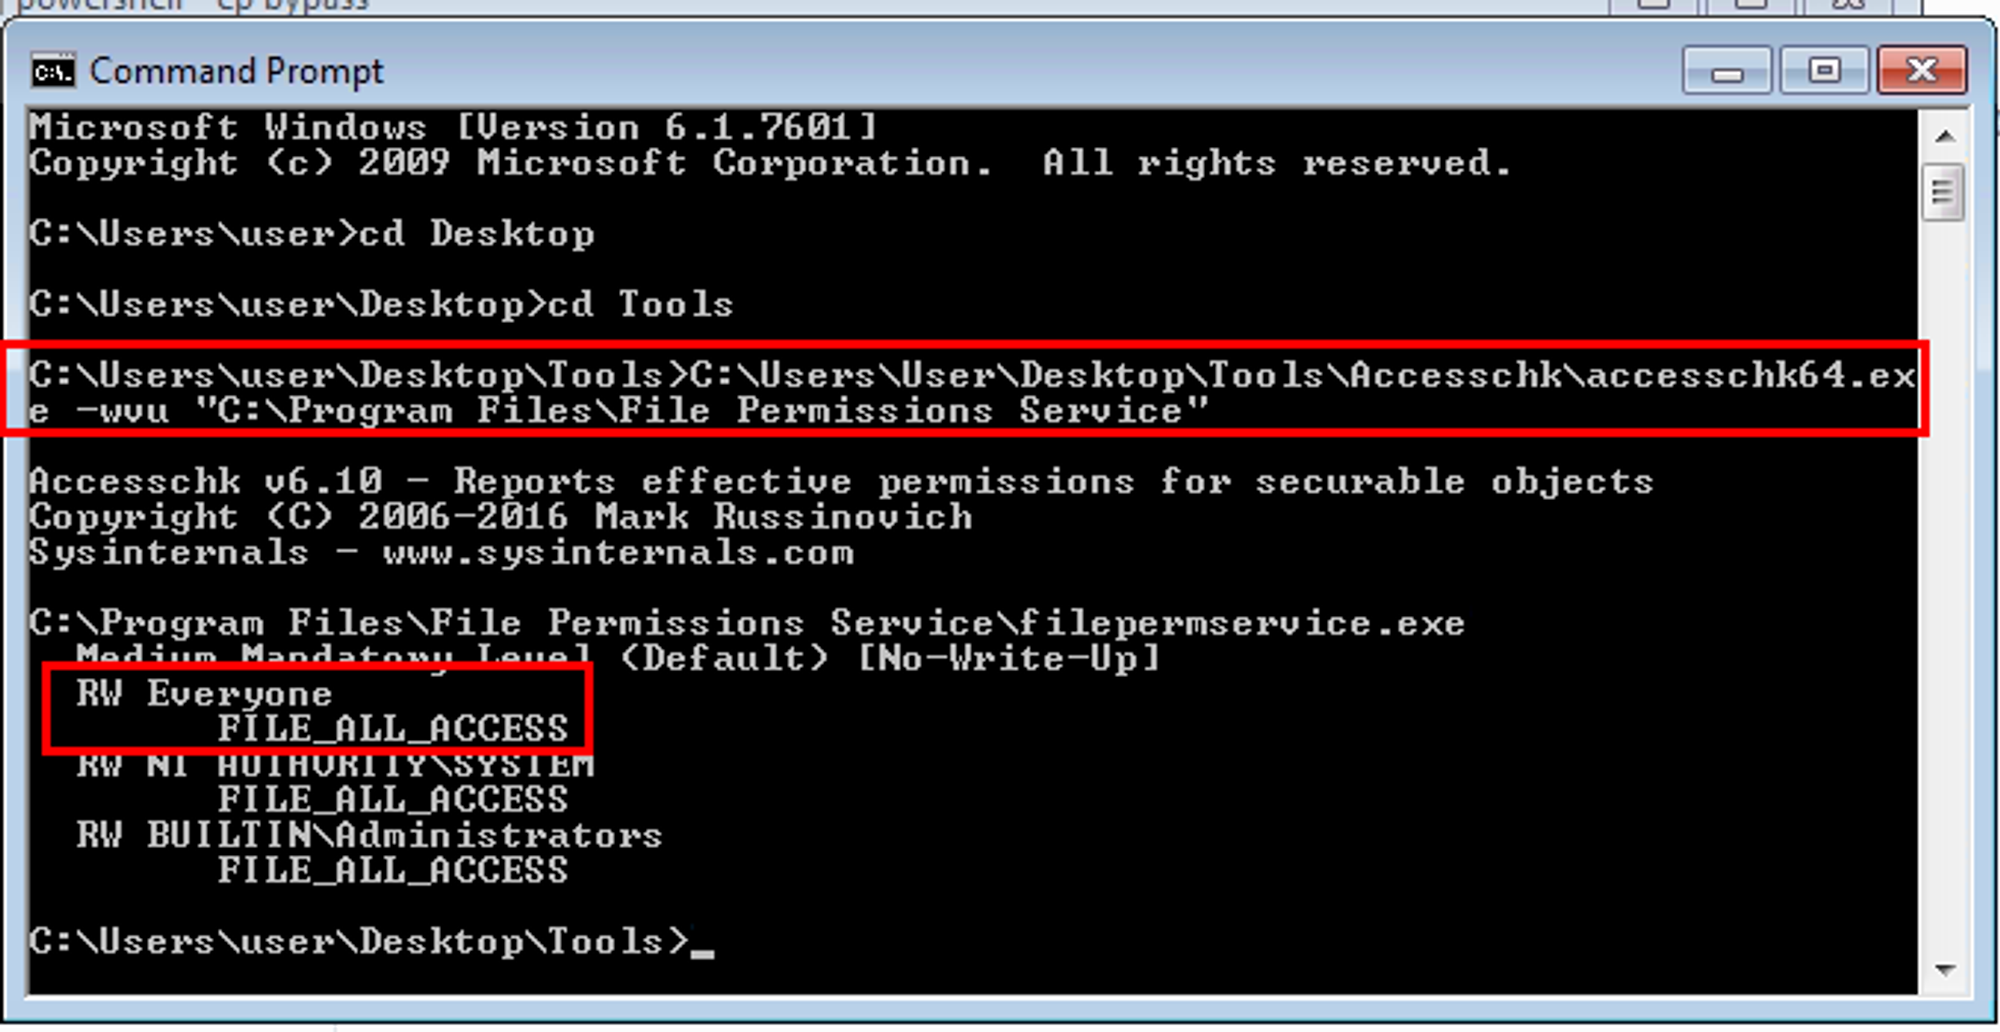 powershell -ep bypass
Command Prompt
Microsoft Windows [Version 6.1.7601]
Copyright (c) 2009 Microsoft Corporation.  All rights reserved.
C:\Users\user>cd Desktop
C:\Users\user\Desktop>cd Tools
C:\Users\user\Desktop\Tools>C:\Users\User\Desktop\Tools\Accesschk\accesschk64.ex
e -wvu "C:\Program Files\File Permissions Service"
Accesschk v6.10 - Reports effective permissions for securable objects
Copyright (C) 2006-2016 Mark Russinovich
Sysinternals - www.sysinternals.com
C:\Program Files\File Permissions Service\filepermservice.exe
Medium Mandatory Level (Default) [No-Write-Up]
RW Everyone
FILE_ALL_ACCESS
RW NT AUTHORITY\SYSTEM
FILE_ALL_ACCESS
RW BUILTIN\Administrators
FILE_ALL_ACCESS
C:\Users\user\Desktop\Tools>_